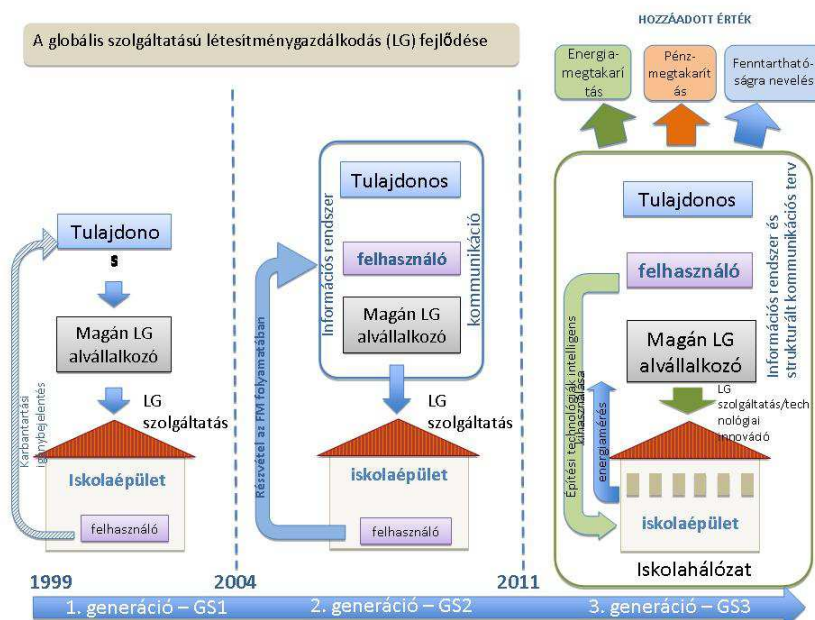 HOZZÁADOTT ÉRTÉK
A globális szolgáltatású létesítménygazdálkodás (LG) fejlődése
Energia-
megtakarí
tás
Pénz-
megtakarít
ás
Fenntartható-
ságra nevelés
Tulajdono
s
Magán LG
alvállalkozó
LG
szolgáltatás
Karbantartási
igénybejelentés
Iskolaépület
felhasználó
Információs rendszer
kommunikáció
Tulajdonos
felhasználó
Magán LG
alvállalkozó
LG
szolgáltatás
Részvétel az FM folyamatában
iskolaépület
felhasználó
Tulajdonos
felhasználó
Magán LG
alvállalkozó
Információs rendszer és
strukturált kommunikációs terv
LG
szolgáltatás/tech
nológiai
innováció
Építési technológiák intelligens
kihasználása
energiamérés
iskolaépület
Iskolahálózat
1999
2004
2011
1. generáció – GS1
2. generáció – GS2
3. generáció – GS3